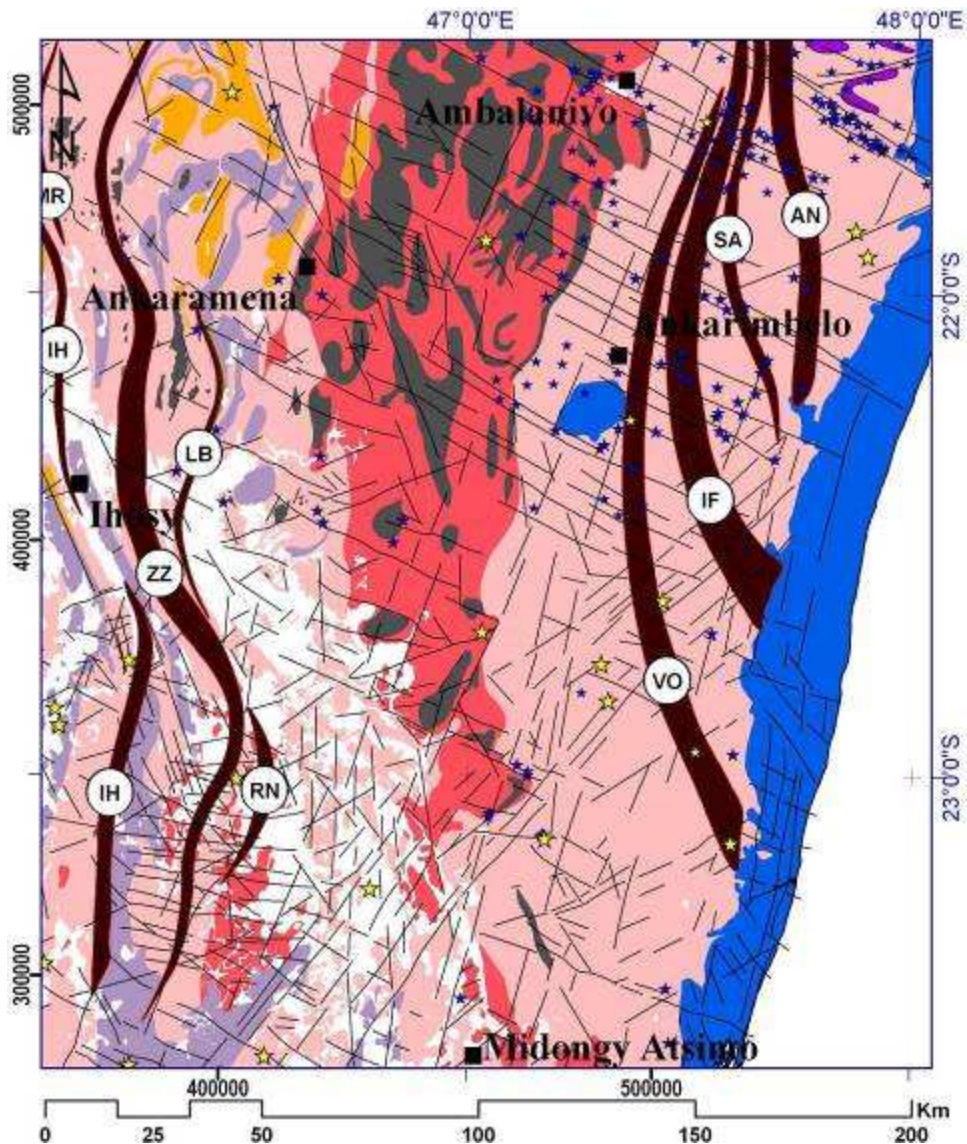 47°0'0"E 48°0'0"E
500000
N
Ambalaniyo
MR
AN
SA
Ankaramena
22°0'0"S
Ankarimbelo
IH
LB
IF
Ihosy
400000
ZZ
VO
23°0'0"S
IH
RN
300000
Midongy Atsimo
400000 500000
Km
0 25 50 100 150 200